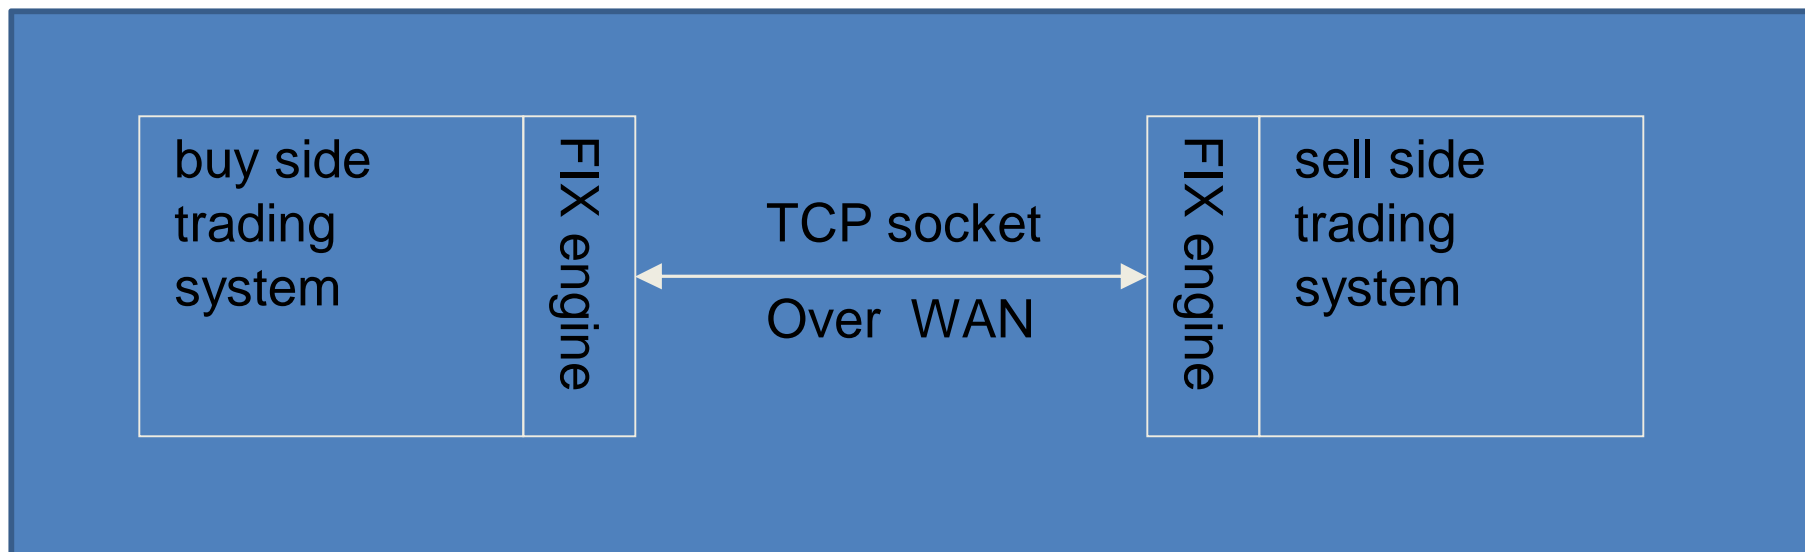 buy side
trading
system
FIX engine
TCP socket
Over  WAN
FIX engine
sell side
trading
system